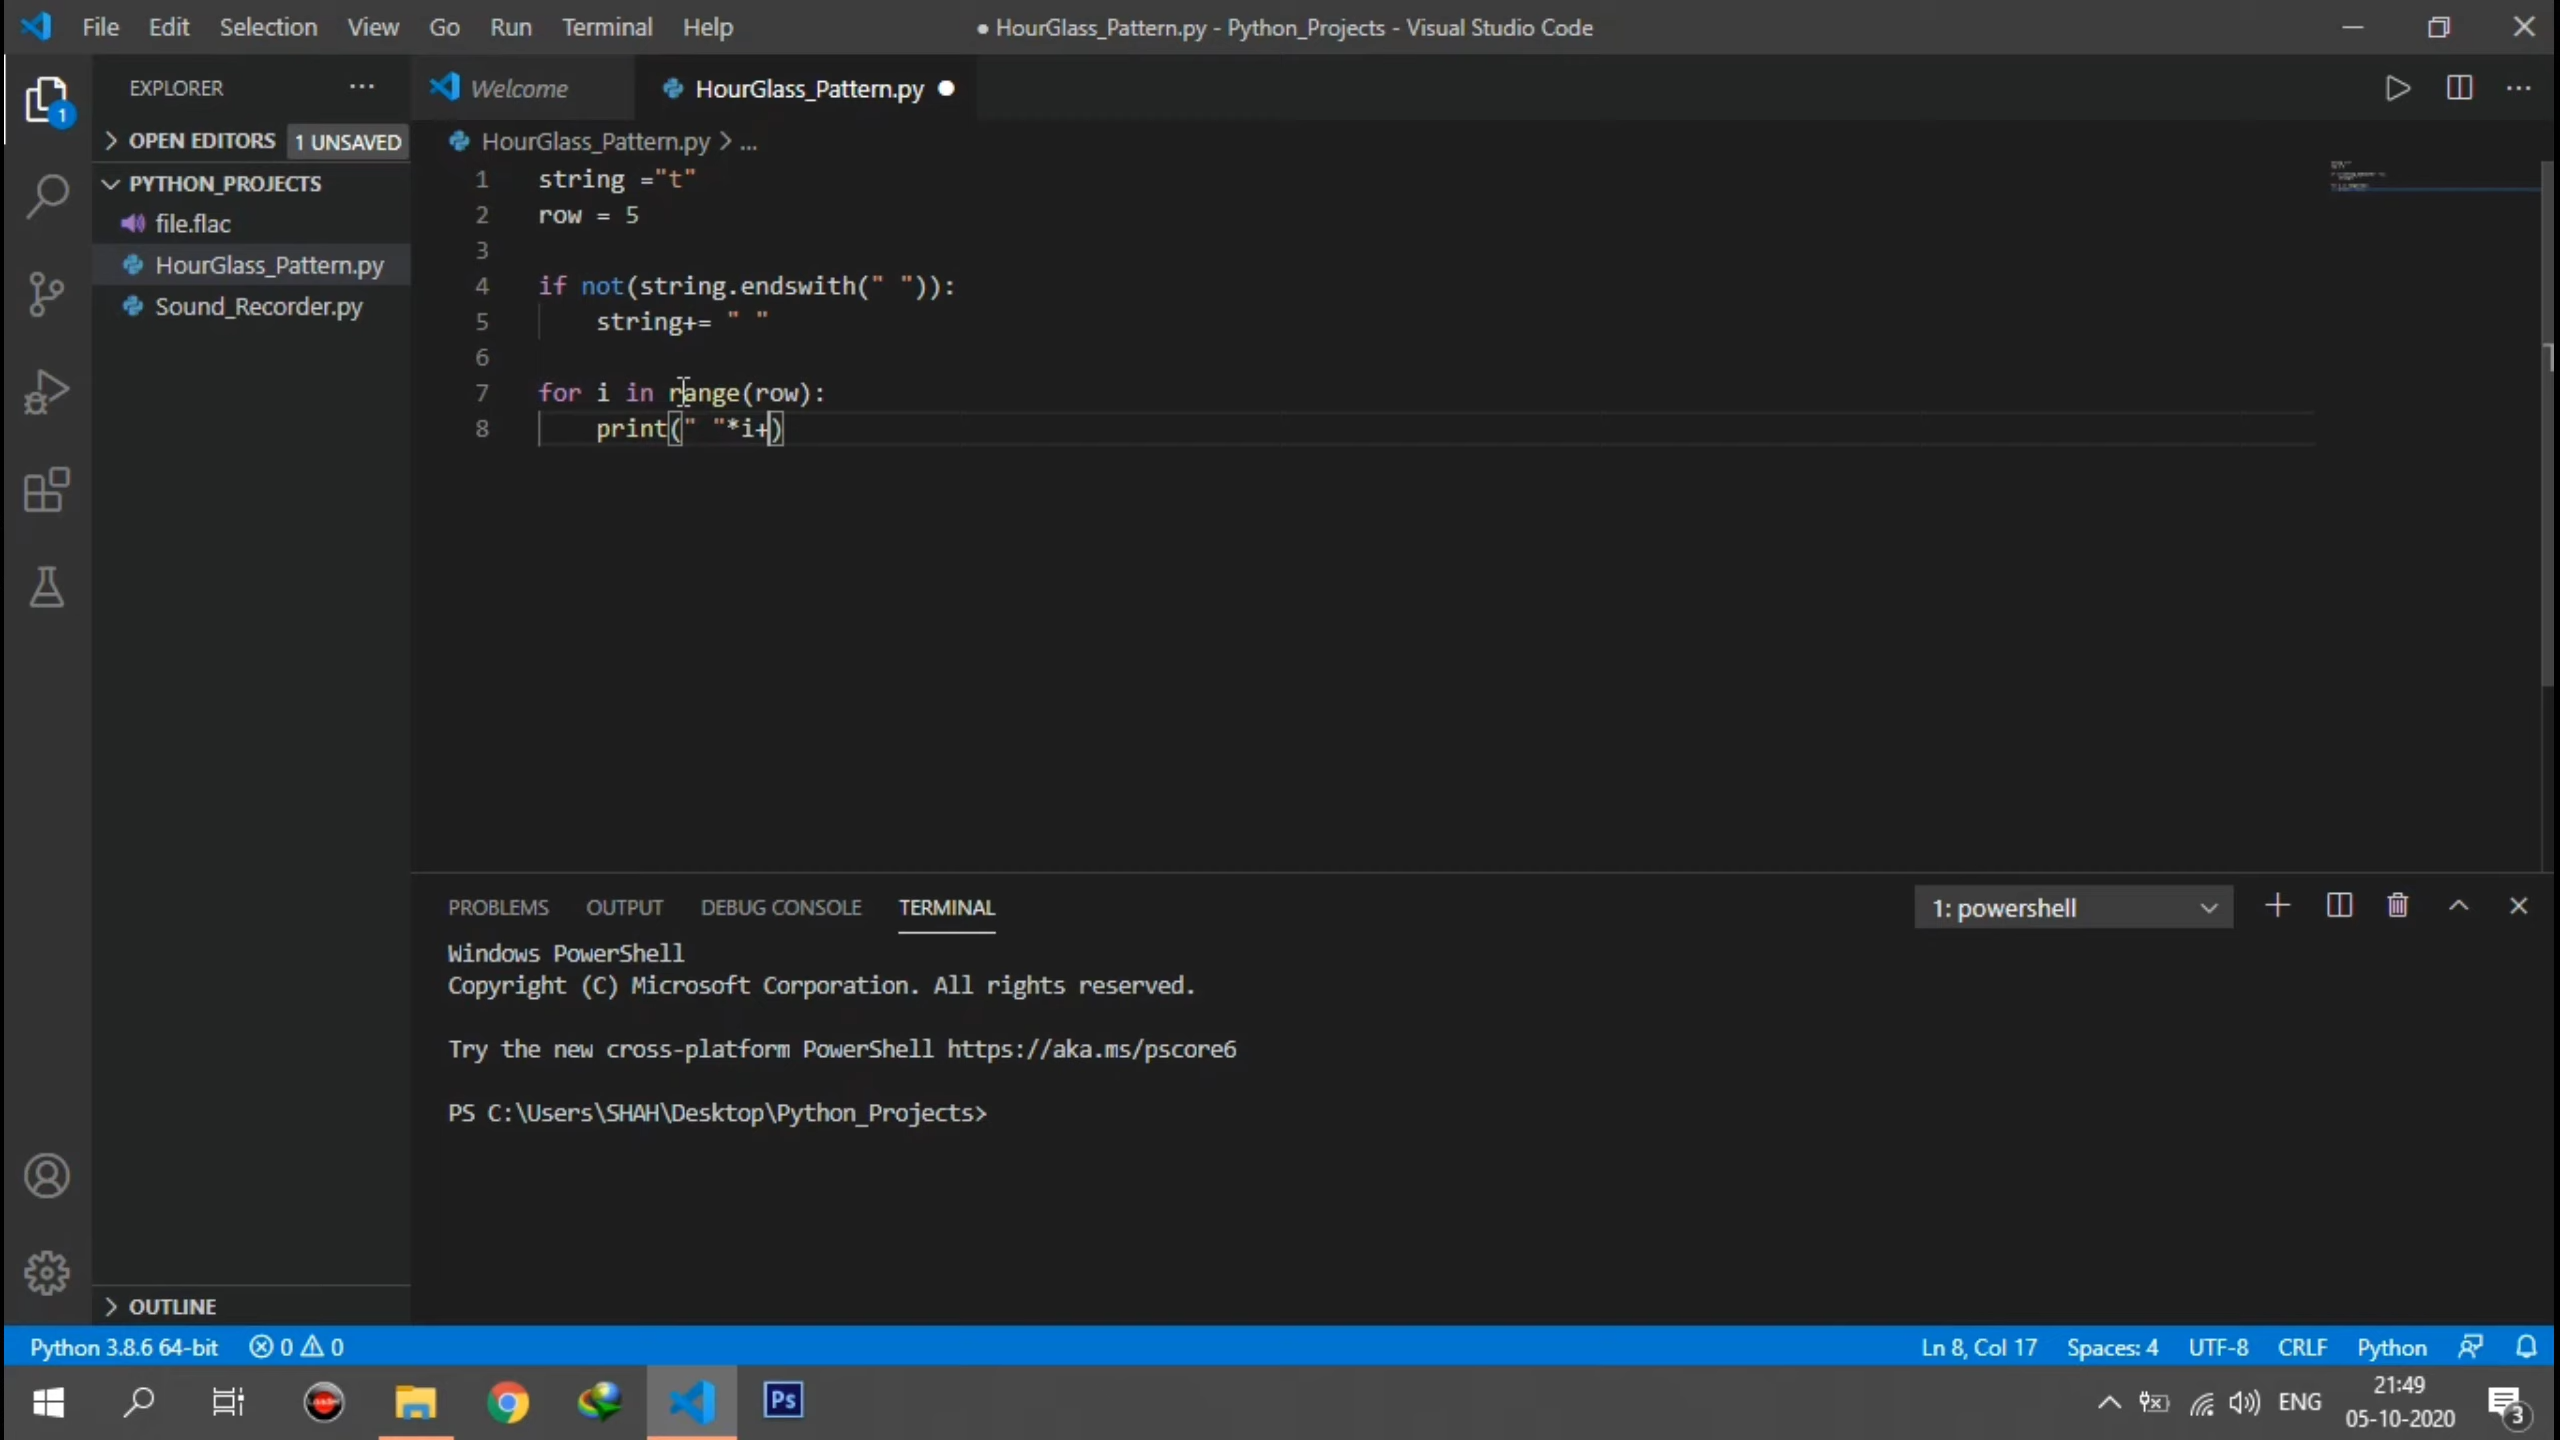 File Edit Selection View Go Run Terminal Help
● HourGlass_Pattern.py - Python_Projects - Visual Studio Code
EXPLORER
Welcome
HourGlass_Pattern.py
OPEN EDITORS 1 UNSAVED
HourGlass_Pattern.py > ...
PYTHON_PROJECTS
file.flac
HourGlass_Pattern.py
Sound_Recorder.py
1 string ="t"
2 row = 5
3
4 if not(string.endswith(" ")):
5 string+= " "
6
7 for i in range(row):
8 print(" "*i+)
PROBLEMS OUTPUT DEBUG CONSOLE TERMINAL
1: powershell
Windows PowerShell
Copyright (C) Microsoft Corporation. All rights reserved.
Try the new cross-platform PowerShell https://aka.ms/pscore6
PS C:\Users\SHAH\Desktop\Python_Projects>
1
OUTLINE
Python 3.8.6 64-bit 0 0
Ln 8, Col 17 Spaces: 4 UTF-8 CRLF Python
Ps
ENG
21:49
05-10-2020
3